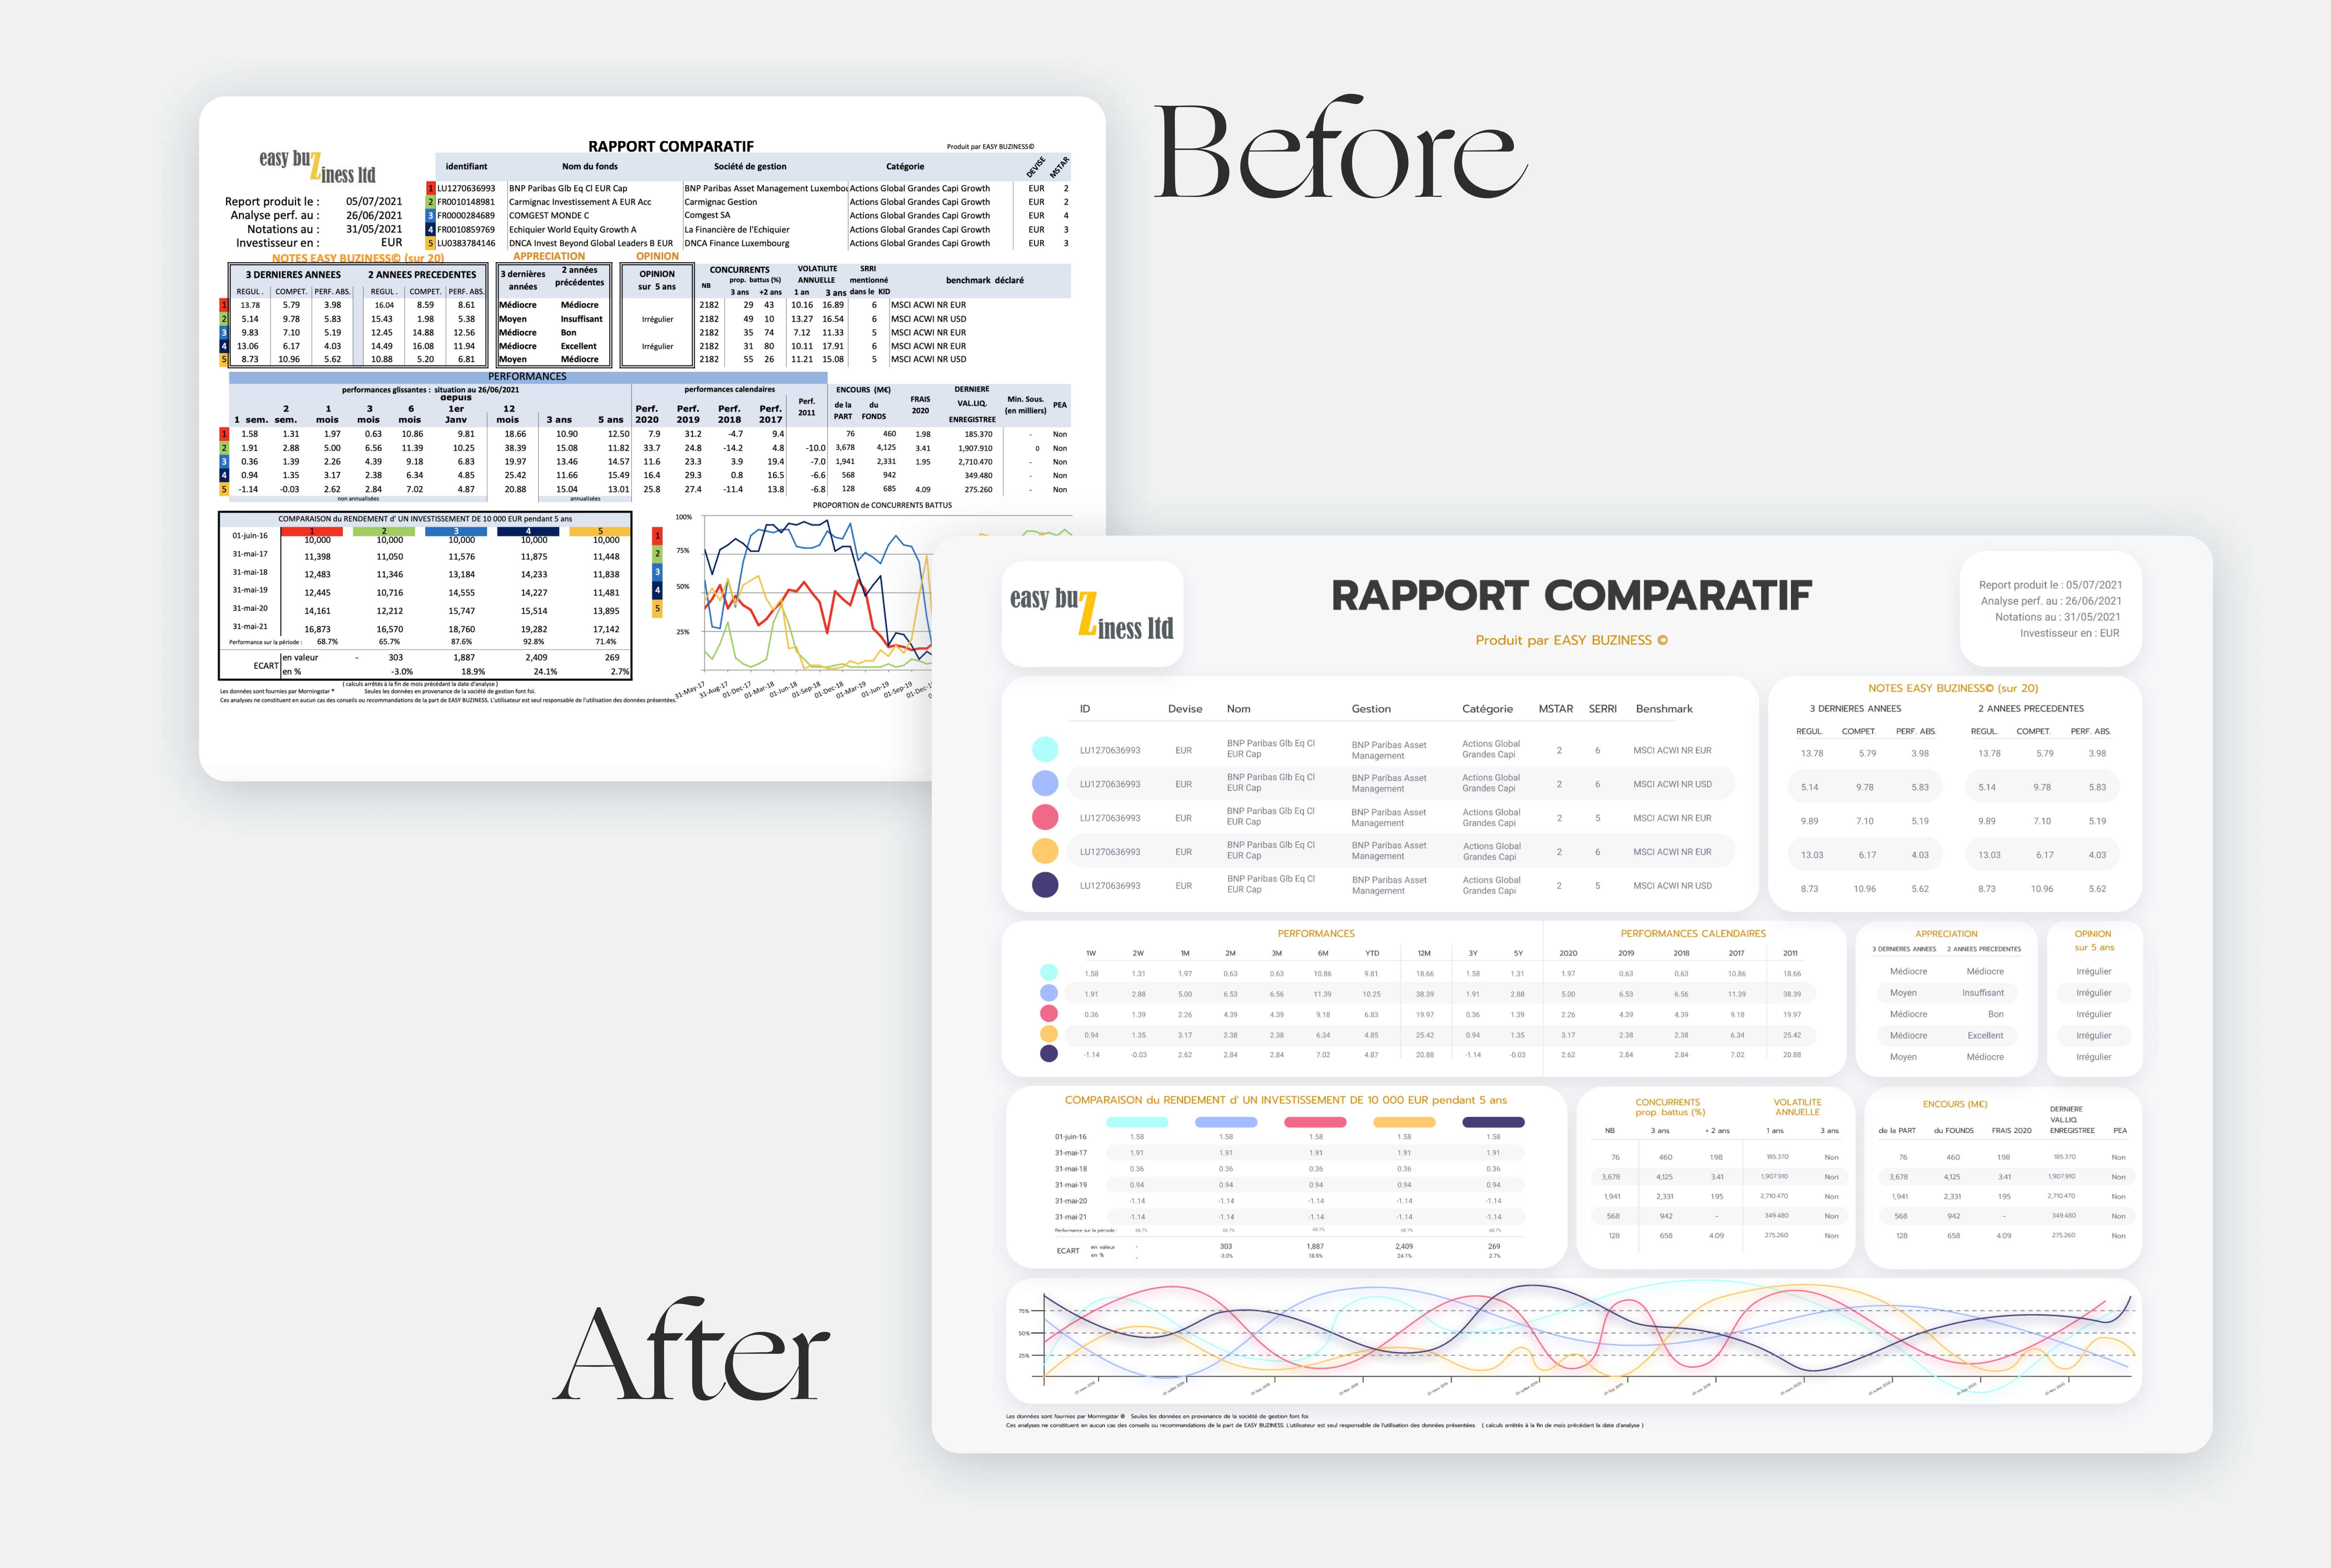 Before
easy buZiness ltd
RAPPORT COMPARATIF
Produit par EASY BUZINESS©
Report produit le : 05/07/2021
Analyse perf. au : 26/06/2021
Notations au : 31/05/2021
Investisseur en : EUR
identifiant Nom du fonds Société de gestion Catégorie DEVISE MSTAR
1 LU1270636993 BNP Paribas Glb Eq Cl EUR Cap BNP Paribas Asset Management Luxembou Actions Global Grandes Capi Growth EUR 2
2 FR0010148981 Carmignac Investissement A EUR Acc Carmignac Gestion Actions Global Grandes Capi Growth EUR 2
3 FR0000284689 COMGEST MONDE C Comgest SA Actions Global Grandes Capi Growth EUR 4
4 FR0010859769 Echiquier World Equity Growth A La Financière de l'Echiquier Actions Global Grandes Capi Growth EUR 3
5 LU0383784146 DNCA Invest Beyond Global Leaders B EUR DNCA Finance Luxembourg Actions Global Grandes Capi Growth EUR 3
NOTES EASY BUZINESS© (sur 20) APPRECIATION OPINION
3 DERNIERES ANNEES 2 ANNEES PRECEDENTES 3 dernières années 2 années précédentes OPINION sur 5 ans CONCURRENTS prop. battus (%) VOLATILITE ANNUELLE SRRI mentionné dans le KID benchmark déclaré
REGUL. COMPET. PERF. ABS. REGUL. COMPET. PERF. ABS. NB 3 ans +2 ans 1 an 3 ans
1 13.78 5.79 3.98 16.04 8.59 8.61 Médiocre Médiocre 2182 29 43 10.16 16.89 6 MSCI ACWI NR EUR
2 5.14 9.78 5.83 15.43 1.98 5.38 Moyen Insuffisant Irrégulier 2182 49 10 13.27 16.54 6 MSCI ACWI NR USD
3 9.83 7.10 5.19 12.45 14.88 12.56 Médiocre Bon 2182 35 74 7.12 11.33 5 MSCI ACWI NR EUR
4 13.06 6.17 4.03 14.49 16.08 11.94 Médiocre Excellent Irrégulier 2182 31 80 10.11 17.91 6 MSCI ACWI NR EUR
5 8.73 10.96 5.62 10.88 5.20 6.81 Moyen Médiocre 2182 55 26 11.21 15.08 5 MSCI ACWI NR USD
PERFORMANCES
performances glissantes : situation au 26/06/2021 performances calendaires Perf. 2011 ENCOURS (M€) de la PART du FONDS FRAIS 2020 DERNIERE VAL.LIQ. ENREGISTREE Min. Sous. (en milliers) PEA
1 sem. 2 sem. 1 mois 3 mois 6 mois depuis 1er Janv 12 mois 3 ans 5 ans Perf. 2020 Perf. 2019 Perf. 2018 Perf. 2017
1 1.58 1.31 1.97 0.63 10.86 9.81 18.66 10.90 12.50 7.9 31.2 -4.7 9.4 76 460 1.98 185.370 - Non
2 1.91 2.88 5.00 6.56 11.39 10.25 38.39 15.08 11.82 33.7 24.8 -14.2 4.8 -10.0 3,678 4,125 3.41 1,907.910 0 Non
3 0.36 1.39 2.26 4.39 9.18 6.83 19.97 13.46 14.57 11.6 23.3 3.9 19.4 -7.0 1,941 2,331 1.95 2,710.470 - Non
4 0.94 1.35 3.17 2.38 6.34 4.85 25.42 11.66 15.49 16.4 29.3 0.8 16.5 -6.6 568 942 349.480 - Non
5 -1.14 -0.03 2.62 2.84 7.02 4.87 20.88 15.04 13.01 25.8 27.4 -11.4 13.8 -6.8 128 685 4.09 275.260 - Non
non annualisées annualisées
COMPARAISON du RENDEMENT d' UN INVESTISSEMENT DE 10 000 EUR pendant 5 ans
1 2 3 4 5
01-juin-16 10,000 10,000 10,000 10,000 10,000
31-mai-17 11,398 11,050 11,576 11,875 11,448
31-mai-18 12,483 11,346 13,184 14,233 11,838
31-mai-19 12,445 10,716 14,555 14,227 11,481
31-mai-20 14,161 12,212 15,747 15,514 13,895
31-mai-21 16,873 16,570 18,760 19,282 17,142
Performance sur la période : 68.7% 65.7% 87.6% 92.8% 71.4%
ECART en valeur - 303 1,887 2,409 269
en % -3.0% 18.9% 24.1% 2.7%
( calculs arrêtés à la fin de mois précédant la date d'analyse )
Les données sont fournies par Morningstar ® Seules les données en provenance de la société de gestion font foi.
Ces analyses ne constituent en aucun cas des conseils ou recommandations de la part de EASY BUZINESS. L'utilisateur est seul responsable de l'utilisation des données présentées.
PROPORTION de CONCURRENTS BATTUS
1
2
3
4
5
100%
75%
50%
25%
31-May-17 31-Aug-17 01-Dec-17 01-Mar-18 01-Jun-18 01-Sep-18 01-Dec-18 01-Mar-19 01-Jun-19 01-Sep-19
After
easy buZiness ltd
RAPPORT COMPARATIF
Produit par EASY BUZINESS ©
Report produit le : 05/07/2021
Analyse perf. au : 26/06/2021
Notations au : 31/05/2021
Investisseur en : EUR
ID Devise Nom Gestion Catégorie MSTAR SERRI Benshmark
LU1270636993 EUR BNP Paribas Glb Eq Cl EUR Cap BNP Paribas Asset Management Actions Global Grandes Capi 2 6 MSCI ACWI NR EUR
LU1270636993 EUR BNP Paribas Glb Eq Cl EUR Cap BNP Paribas Asset Management Actions Global Grandes Capi 2 6 MSCI ACWI NR USD
LU1270636993 EUR BNP Paribas Glb Eq Cl EUR Cap BNP Paribas Asset Management Actions Global Grandes Capi 2 5 MSCI ACWI NR EUR
LU1270636993 EUR BNP Paribas Glb Eq Cl EUR Cap BNP Paribas Asset Management Actions Global Grandes Capi 2 6 MSCI ACWI NR EUR
LU1270636993 EUR BNP Paribas Glb Eq Cl EUR Cap BNP Paribas Asset Management Actions Global Grandes Capi 2 5 MSCI ACWI NR USD
NOTES EASY BUZINESS© (sur 20)
3 DERNIERES ANNEES 2 ANNEES PRECEDENTES
REGUL. COMPET. PERF. ABS. REGUL. COMPET. PERF. ABS.
13.78 5.79 3.98 13.78 5.79 3.98
5.14 9.78 5.83 5.14 9.78 5.83
9.89 7.10 5.19 9.89 7.10 5.19
13.03 6.17 4.03 13.03 6.17 4.03
8.73 10.96 5.62 8.73 10.96 5.62
PERFORMANCES PERFORMANCES CALENDAIRES
1W 2W 1M 2M 3M 6M YTD 12M 3Y 5Y 2020 2019 2018 2017 2011
1.58 1.31 1.97 0.63 0.63 10.86 9.81 18.66 1.58 1.31 1.97 0.63 0.63 10.86 18.66
1.91 2.88 5.00 6.53 6.56 11.39 10.25 38.39 1.91 2.88 5.00 6.53 6.56 11.39 38.39
0.36 1.39 2.26 4.39 4.39 9.18 6.83 19.97 0.36 1.39 2.26 4.39 4.39 9.18 19.97
0.94 1.35 3.17 2.38 2.38 6.34 4.85 25.42 0.94 1.35 3.17 2.38 2.38 6.34 25.42
-1.14 -0.03 2.62 2.84 2.84 7.02 4.87 20.88 -1.14 -0.03 2.62 2.84 2.84 7.02 20.88
APPRECIATION
3 DERNIERES ANNEES 2 ANNEES PRECEDENTES
Médiocre Médiocre
Moyen Insuffisant
Médiocre Bon
Médiocre Excellent
Moyen Médiocre
OPINION
sur 5 ans
Irrégulier
Irrégulier
Irrégulier
Irrégulier
Irrégulier
COMPARAISON du RENDEMENT d' UN INVESTISSEMENT DE 10 000 EUR pendant 5 ans
01-juin-16 1.58 1.58 1.58 1.58 1.58
31-mai-17 1.91 1.91 1.91 1.91 1.91
31-mai-18 0.36 0.36 0.36 0.36 0.36
31-mai-19 0.94 0.94 0.94 0.94 0.94
31-mai-20 -1.14 -1.14 -1.14 -1.14 -1.14
31-mai-21 -1.14 -1.14 -1.14 -1.14 -1.14
Performance sur la période : 68.7% 68.7% 68.7% 68.7% 68.7%
ECART en valeur - 303 1,887 2,409 269
en % - -3.0% 18.9% 24.1% 2.7%
CONCURRENTS prop. battus (%) VOLATILITE ANNUELLE
NB 3 ans + 2 ans 1 ans 3 ans
76 460 1.98 185.370 Non
3,678 4,125 3.41 1,907.910 Non
1,941 2,331 1.95 2,710.470 Non
568 942 - 349.480 Non
128 658 4.09 275.260 Non
ENCOURS (M€)
de la PART du FOUNDS FRAIS 2020 DERNIERE VAL.LIQ. ENREGISTREE PEA
76 460 1.98 185.370 Non
3,678 4,125 3.41 1,907.910 Non
1,941 2,331 1.95 2,710.470 Non
568 942 - 349.480 Non
128 658 4.09 275.260 Non
75%
50%
25%
Les données sont fournies par Morningstar ® . Seules les données en provenance de la société de gestion font foi.
Ces analyses ne constituent en aucun cas des conseils ou recommandations de la part de EASY BUZINESS. L'utilisateur est seul responsable de l'utilisation des données présentées. ( calculs arrêtés à la fin de mois précédant la date d'analyse )